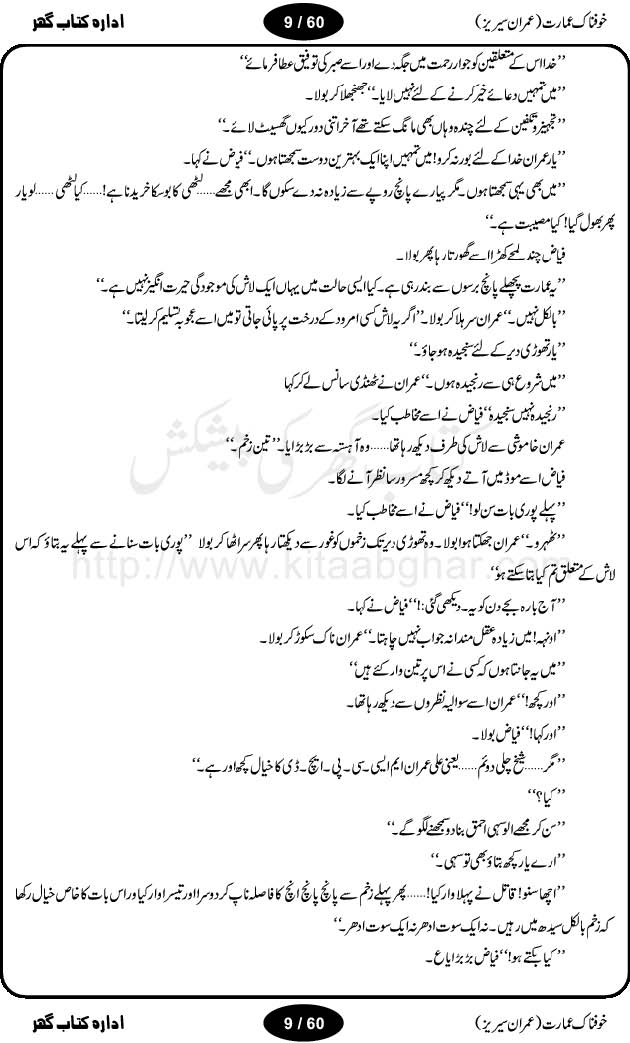 خوفناک عمارت (عمران سیریز)
9 / 60
ادارہ کتاب گھر
’’خدا اس کے متعلقین کو جوار رحمت میں جگہ دے اور اسے صبر کی توفیق عطا فرمائے‘‘
’’میں تمہیں دعائے خیر کرنے کے لئے نہیں لایا۔‘‘ جھنجھلا کر بولا۔
’’تجہیز و تکفین کے لئے چندہ وہاں بھی مانگ سکتے تھے آخر اتنی دور کیوں گھسیٹ لائے۔‘‘
’’یار عمران خدا کے لئے بور نہ کرو! میں تمہیں اپنا ایک بہترین دوست سمجھتا ہوں۔‘‘ فیاض نے کہا۔
’’میں بھی یہی سمجھتا ہوں۔ مگر پیارے پانچ روپے سے زیادہ نہ دے سکوں گا۔ ابھی مجھے......لٹھی کا بوسکا خریدنا ہے!.....کیا لٹھی......لو یار
پھر بھول گیا! کیا مصیبت ہے۔‘‘
فیاض چند لمحے کھڑا اسے گھورتا رہا پھر بولا۔
’’یہ عمارت پچھلے پانچ برسوں سے بند رہی ہے۔ کیا ایسی حالت میں یہاں ایک لاش کی موجودگی حیرت انگیز نہیں ہے۔‘‘
’’بالکل نہیں۔‘‘ عمران سر ہلا کر بولا۔ ’’اگر یہ لاش کسی امرود کے درخت پر پائی جاتی تو میں اسے عجوبہ تسلیم کر لیتا۔‘‘
’’یار تھوڑی دیر کے لئے سنجیدہ ہو جاؤ۔‘‘
’’میں شروع ہی سے رنجیدہ ہوں۔‘‘ عمران نے ٹھنڈی سانس لے کر کہا
’’رنجیدہ نہیں سنجیدہ‘‘ فیاض نے اسے مخاطب کیا۔
عمران خاموشی سے لاش کی طرف دیکھ رہا تھا......وہ آہستہ سے بڑبڑایا۔ ’’تین زخم۔‘‘
فیاض اسے موڈ میں آتے دیکھ کر کچھ مسرور سا نظر آنے لگا۔
’’پہلے پوری بات سن لو!‘‘ فیاض نے اسے مخاطب کیا۔
’’ٹھہرو۔‘‘ عمران جھکتا ہوا بولا۔ وہ تھوڑی دیر تک زخموں کو غور سے دیکھتا رہا پھر سر اٹھا کر بولا ’’پوری بات سنانے سے پہلے یہ بتاؤ کہ اس
لاش کے متعلق تم کیا بتا سکتے ہو‘‘
’’آج بارہ بجے دن کو یہ۔ دیکھی گئی:!‘‘ فیاض نے کہا۔
’’اونہہ! میں زیادہ عقل مندانہ جواب نہیں چاہتا۔‘‘ عمران ناک سکوڑ کر بولا۔
’’میں یہ جانتا ہوں کہ کسی نے اس پر تین وار کئے ہیں‘‘
’’اور کچھ!‘‘ عمران اسے سوالیہ نظروں سے دیکھ رہا تھا۔
’’اور کہا!‘‘ فیاض بولا۔
’’مگر......شیخ چلی دوئم......یعنی علی عمران ایم ایسی۔ سی۔ پی۔ ایچ۔ ڈی کا خیال کچھ اور ہے۔‘‘
’’کیا؟‘‘
’’سن کر مجھے الو سہی احمق بنا دو سمجھنے لگو گے۔‘‘
’’ارے یار کچھ بتاؤ بھی تو سہی۔‘‘
’’اچھا سنو! قاتل نے پہلا وار کیا!......پھر پہلے زخم سے پانچ پانچ انچ کا فاصلہ ناپ کر دوسرا اور تیسرا وار کیا اور اس بات کا خاص خیال رکھا
کہ زخم بالکل سیدھ میں رہیں۔ نہ ایک سوت ادھر نہ ایک سوت ادھر۔‘‘
’’کیا بکتے ہو!‘‘ فیاض بڑبڑایا ع۔
کتاب گھر کی پیشکش
http://www.kitaabghar.com
خوفناک عمارت (عمران سیریز)
9 / 60
ادارہ کتاب گھر